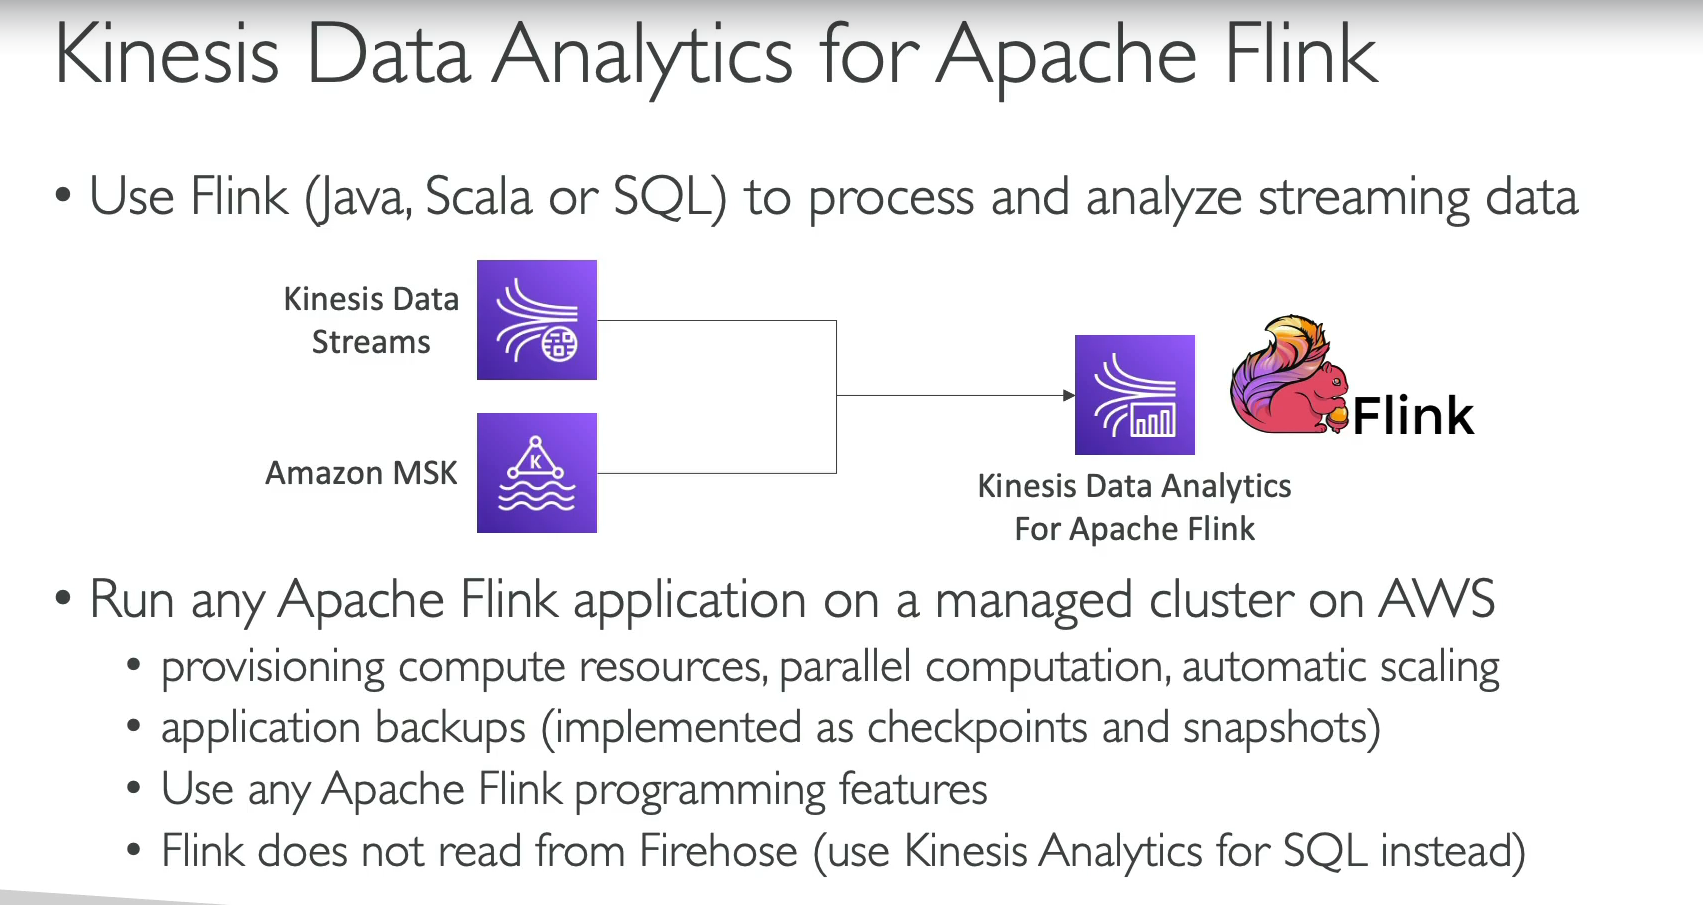 Kinesis Data Analytics for Apache Flink
• Use Flink (Java, Scala or SQL) to process and analyze streaming data
Kinesis Data
Streams
Amazon MSK
K
Flink
Kinesis Data Analytics
For Apache Flink
• Run any Apache Flink application on a managed cluster on AWS
• provisioning compute resources, parallel computation, automatic scaling
• application backups (implemented as checkpoints and snapshots)
• Use any Apache Flink programming features
• Flink does not read from Firehose (use Kinesis Analytics for SQL instead)